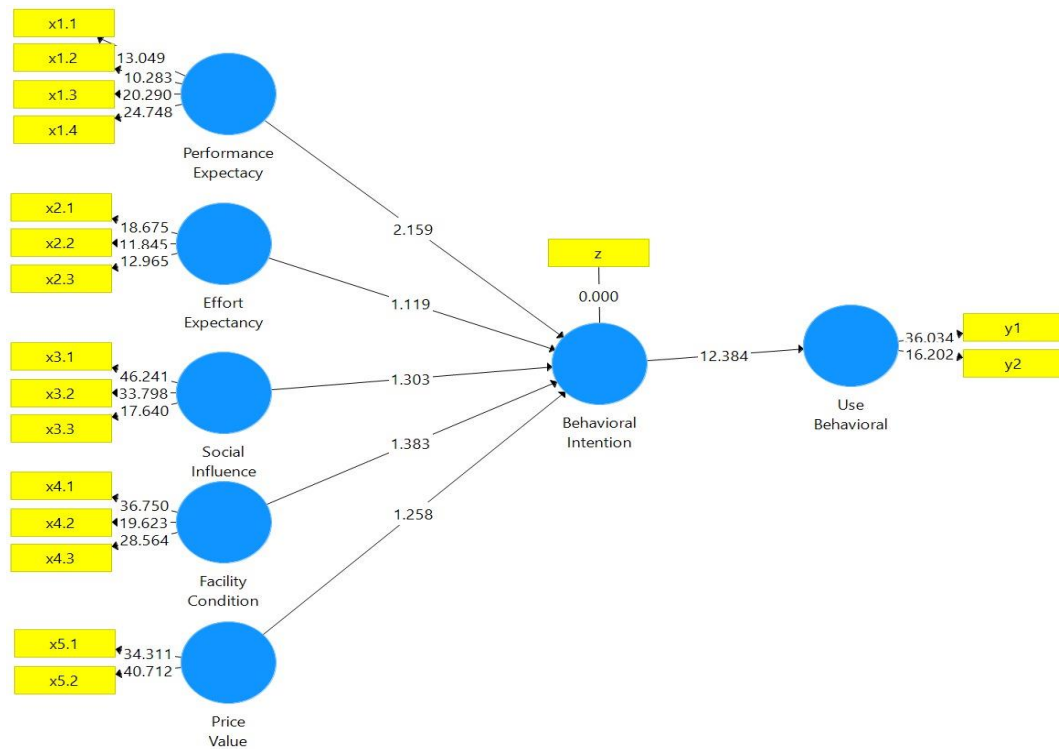 x1.1
x1.2
x1.3
x1.4
13.049
10.283
20.290
24.748
Performance
Expectacy
2.159
x2.1
x2.2
x2.3
18.675
11.845
12.965
Effort
Expectancy
1.119
x3.1
x3.2
x3.3
46.241
33.798
17.640
Social
Influence
1.303
x4.1
x4.2
x4.3
36.750
19.623
28.564
Facility
Condition
1.383
x5.1
x5.2
34.311
40.712
Price
Value
1.258
z
0.000
Behavioral
Intention
12.384
Use
Behavioral
36.034
16.202
y1
y2